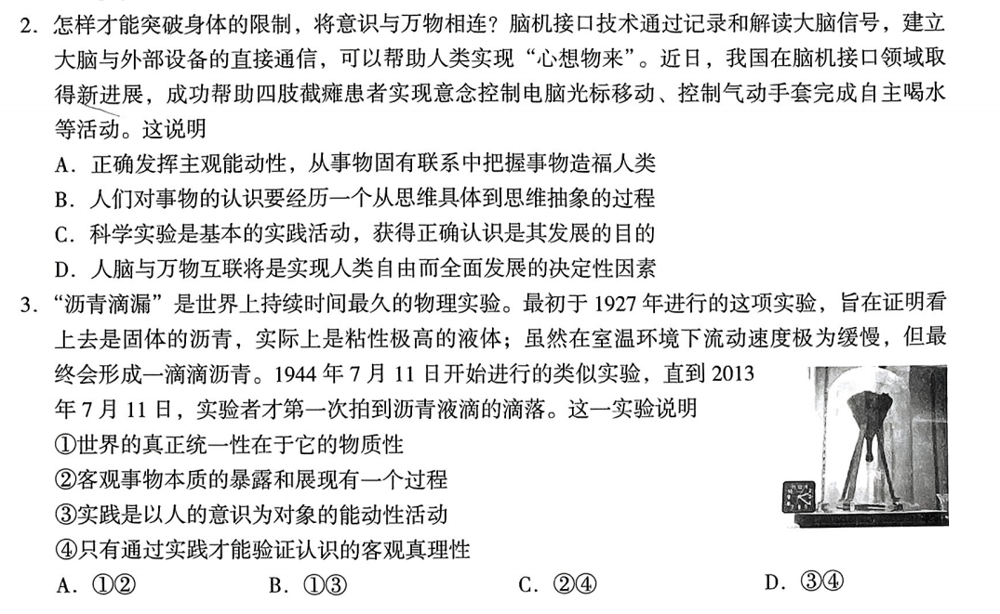 2. 怎样才能突破身体的限制，将意识与万物相连？脑机接口技术通过记录和解读大脑信号，建立
大脑与外部设备的直接通信，可以帮助人类实现“心想物来”。近日，我国在脑机接口领域取
得新进展，成功帮助四肢截瘫患者实现意念控制电脑光标移动、控制气动手套完成自主喝水
等活动。这说明
A. 正确发挥主观能动性，从事物固有联系中把握事物造福人类
B. 人们对事物的认识要经历一个从思维具体到思维抽象的过程
C. 科学实验是基本的实践活动，获得正确认识是其发展的目的
D. 人脑与万物互联将是实现人类自由而全面发展的决定性因素
3. “沥青滴漏”是世界上持续时间最久的物理实验。最初于 1927 年进行的这项实验，旨在证明看
上去是固体的沥青，实际上是粘性极高的液体；虽然在室温环境下流动速度极为缓慢，但最
终会形成一滴滴沥青。1944 年 7 月 11 日开始进行的类似实验，直到 2013
年 7 月 11 日，实验者才第一次拍到沥青液滴的滴落。这一实验说明
①世界的真正统一性在于它的物质性
②客观事物本质的暴露和展现有一个过程
③实践是以人的意识为对象的能动性活动
④只有通过实践才能验证认识的客观真理性
A. ①② B. ①③ C. ②④ D. ③④